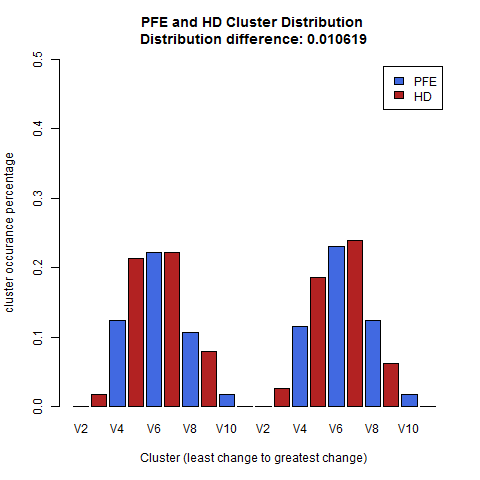 PFE and HD Cluster Distribution
Distribution difference: 0.010619
PFE
HD
cluster occurance percentage
0.5
0.4
0.3
0.2
0.1
0.0
V2 V4 V6 V8 V10 V2 V4 V6 V8 V10
Cluster (least change to greatest change)